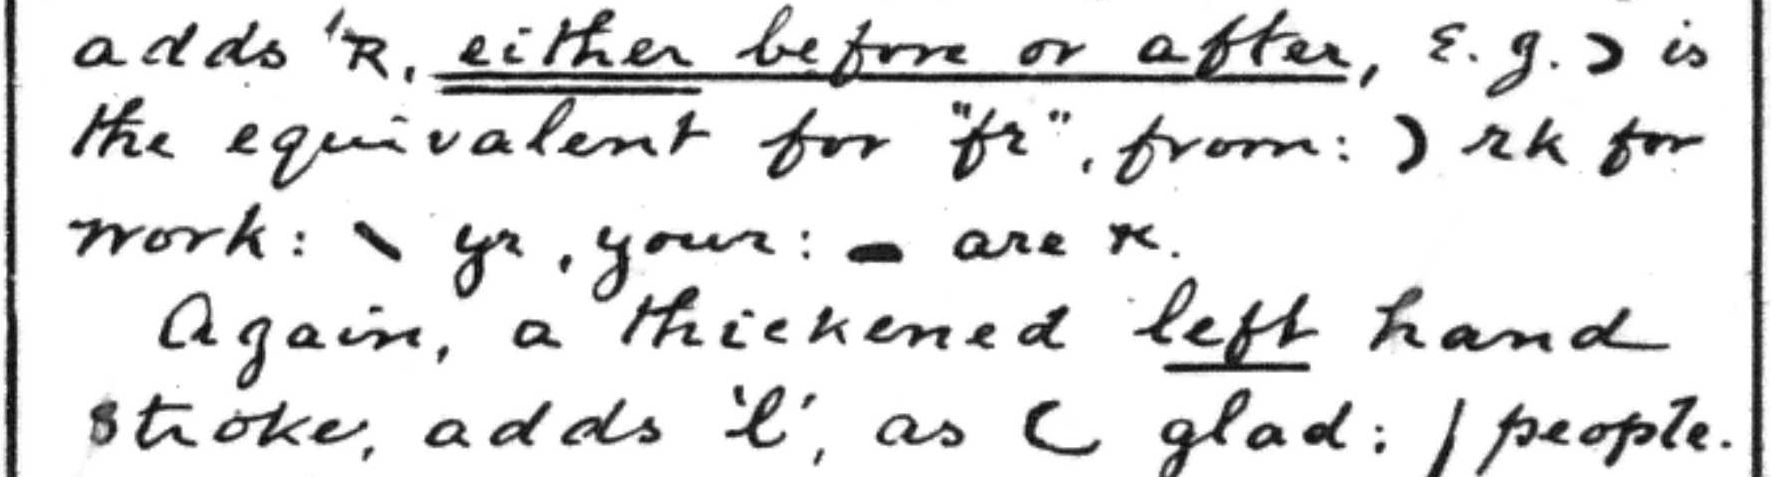 adds 'R, either before or after, E.g. ) is
the equivalent for "fr", from: ) rk for
work: \ yr, your: - are r.
Again, a thickened left hand
stroke, adds 'l', as ( glad: / people.